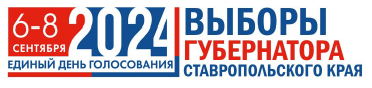 6-8
СЕНТЯБРЯ
2024
ЕДИНЫЙ ДЕНЬ ГОЛОСОВАНИЯ
ВЫБОРЫ
ГУБЕРНАТОРА
СТАВРОПОЛЬСКОГО КРАЯ